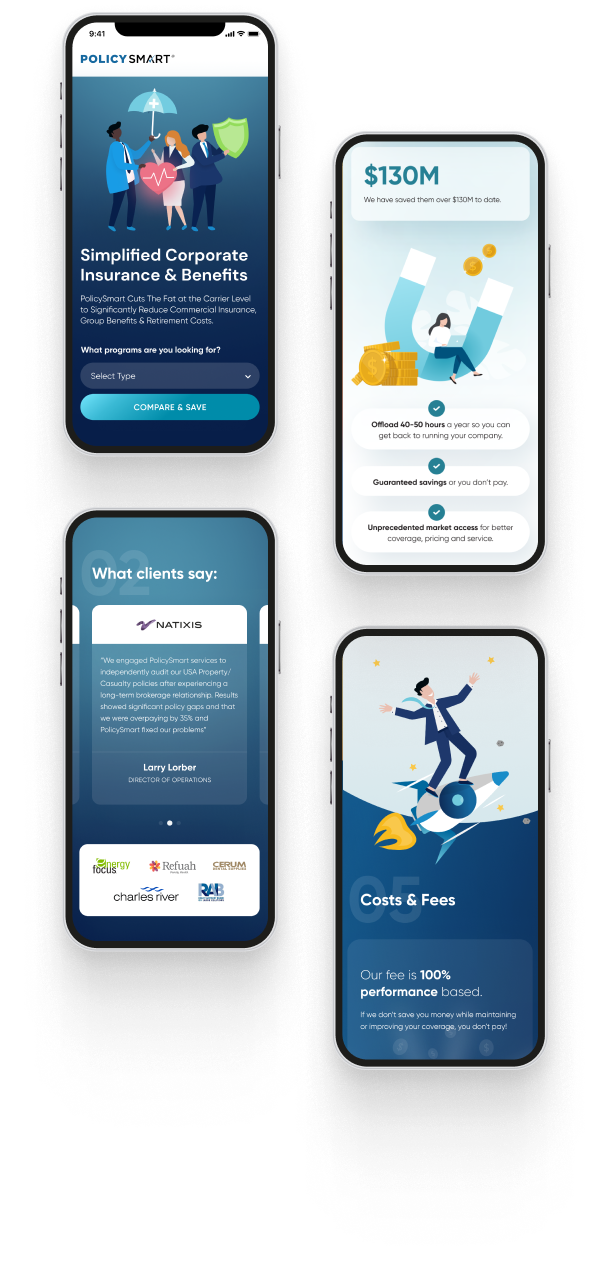 9:41
POLICYSMART®
Simplified Corporate
Insurance & Benefits
PolicySmart Cuts The Fat at the Carrier Level
to Significantly Reduce Commercial Insurance,
Group Benefits & Retirement Costs.
What programs are you looking for?
Select Type
COMPARE & SAVE
$130M
We have saved them over $130M to date.
Offload 40-50 hours a year so you can
get back to running your company.
Guaranteed savings or you don't pay.
Unprecedented market access for better
coverage, pricing and service.
02
What clients say:
NATIXIS
"We engaged PolicySmart services to
independently audit our USA Property/
Casualty policies after experiencing a
long-term brokerage relationship. Results
showed significant policy gaps and that
we were overpaying by 35% and
PolicySmart fixed our problems"
Larry Lorber
DIRECTOR OF OPERATIONS
energy
focus
Refuah
CERUM
DENTAL SUPPLIES
charles river
RAB
05
Costs & Fees
Our fee is 100%
performance based.
If we don't save you money while maintaining
or improving your coverage, you don't pay!